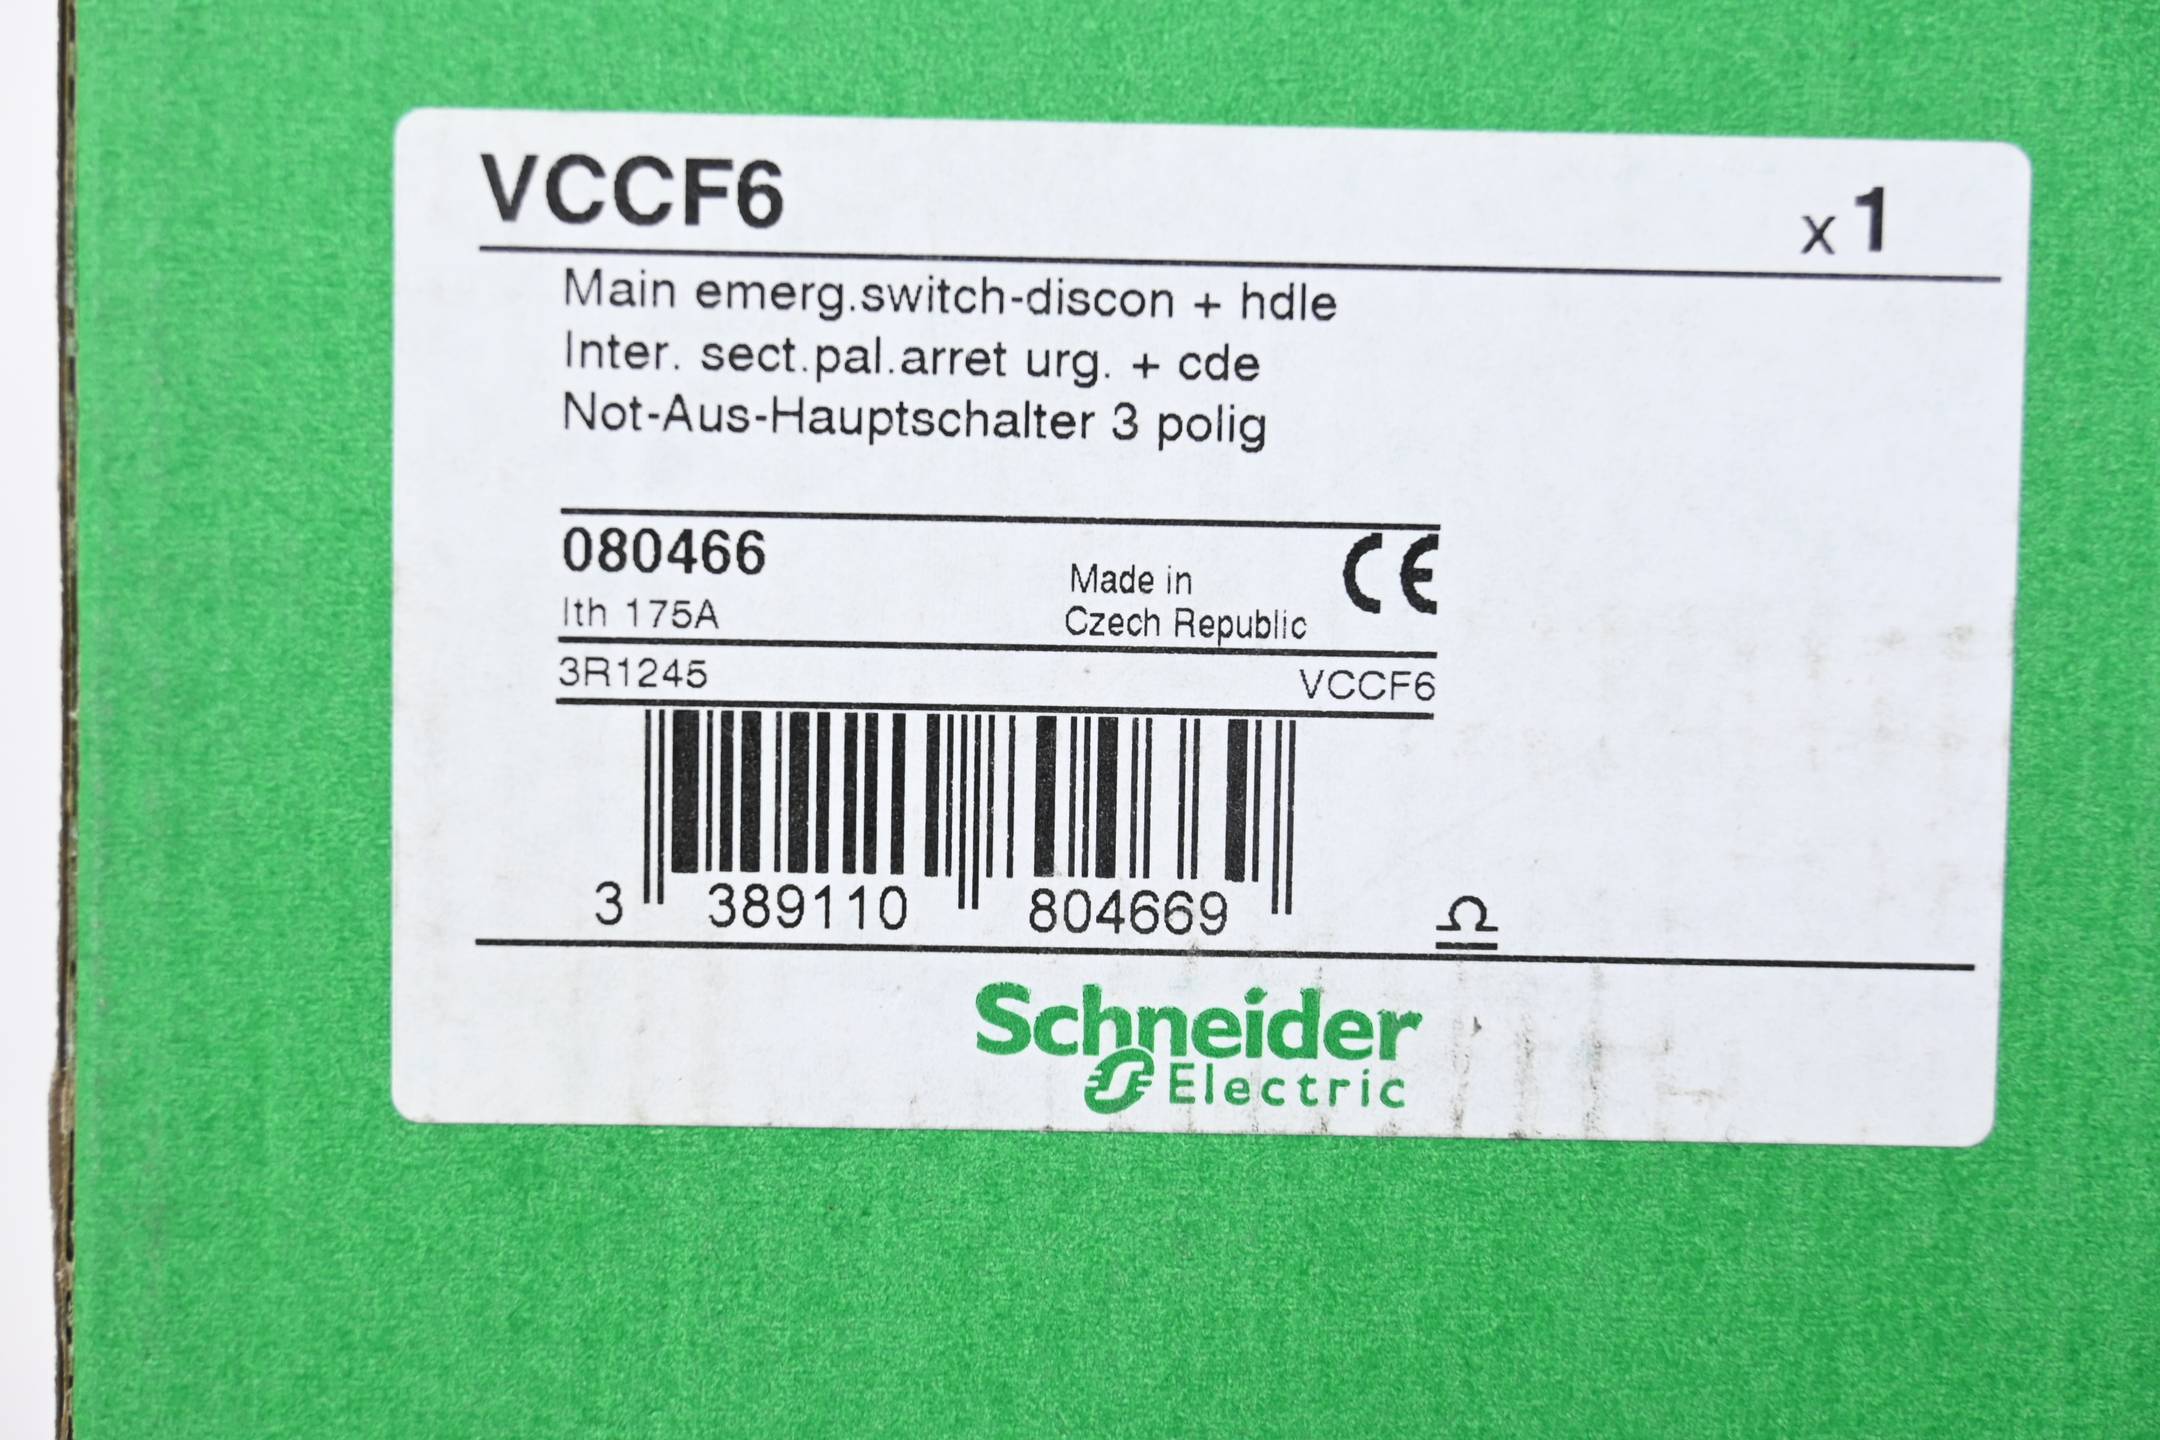 VCCF6
x 1
Main emerg.switch-discon + hdle
Inter. sect.pal.arret urg. + cde
Not-Aus-Hauptschalter 3 polig
080466
Ith 175A
Made in
Czech Republic
CE
3R1245
VCCF6
3 389110 804669
Schneider
Electric